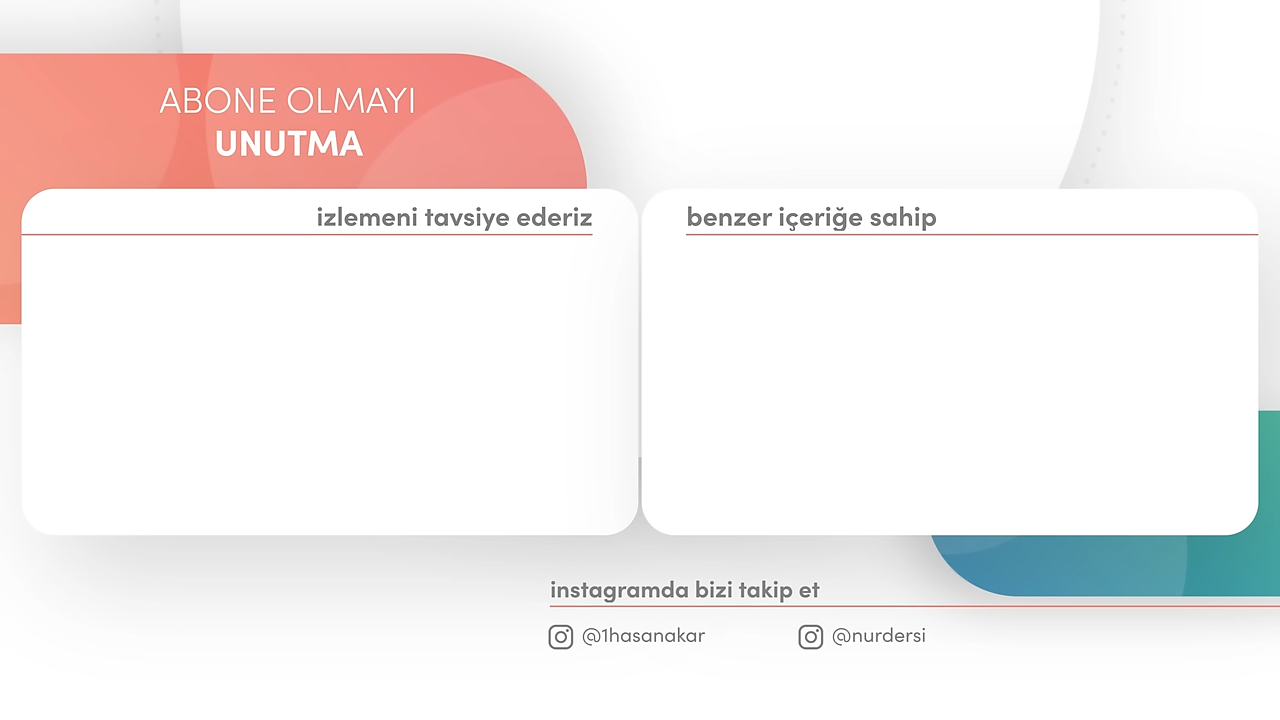 ABONE OLMAYI
UNUTMA
izlemeni tavsiye ederiz
benzer içeriğe sahip
instagramda bizi takip et
@1hasanakar
@nurdersi